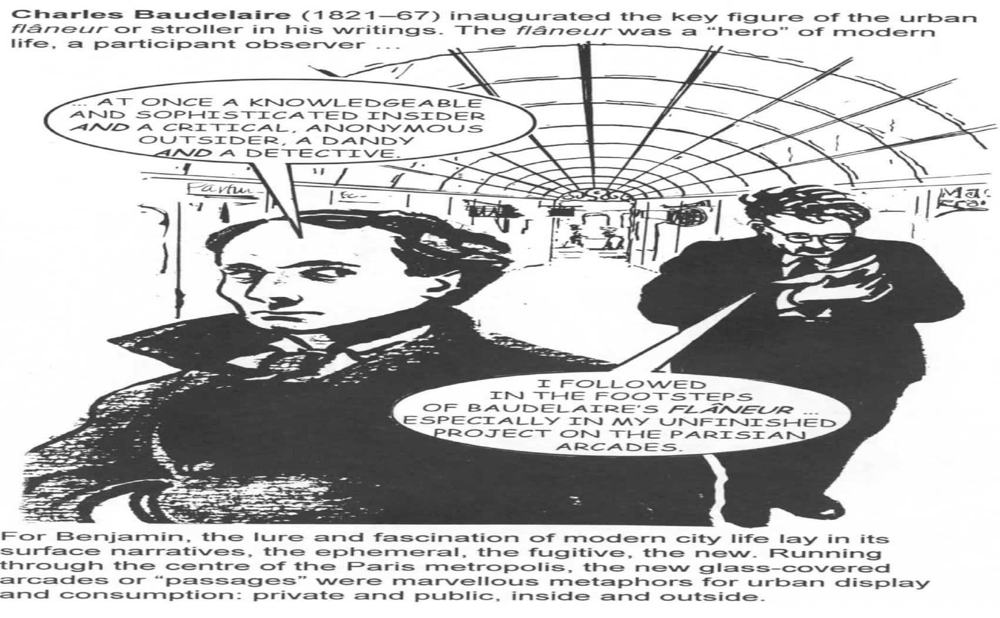 Charles Baudelaire (1821–67) inaugurated the key figure of the urban
flâneur or stroller in his writings. The flâneur was a “hero” of modern
life, a participant observer ...
... AT ONCE A KNOWLEDGEABLE
AND SOPHISTICATED INSIDER
AND A CRITICAL, ANONYMOUS
OUTSIDER, A DANDY
AND A DETECTIVE.
I FOLLOWED
IN THE FOOTSTEPS
OF BAUDELAIRE'S FLÂNEUR ...
ESPECIALLY IN MY UNFINISHED
PROJECT ON THE PARISIAN
ARCADES.
For Benjamin, the lure and fascination of modern city life lay in its
surface narratives, the ephemeral, the fugitive, the new. Running
through the centre of the Paris metropolis, the new glass-covered
arcades or “passages” were marvellous metaphors for urban display
and consumption: private and public, inside and outside.